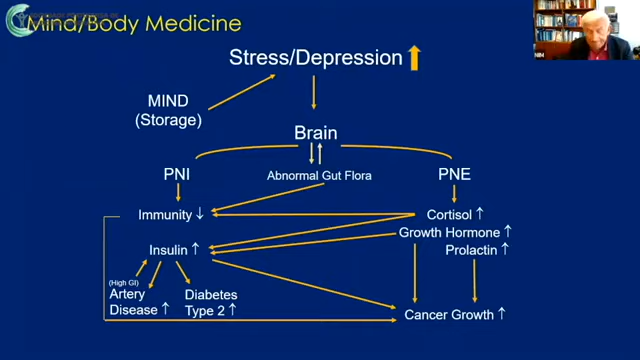 Mind/Body Medicine
Stress/Depression
MIND
(Storage)
Brain
PNI
Abnormal Gut Flora
PNE
Immunity ↓
Cortisol ↑
Growth Hormone ↑
Insulin ↑
Prolactin ↑
(High GI)
Artery
Disease ↑
Diabetes
Type 2 ↑
Cancer Growth ↑